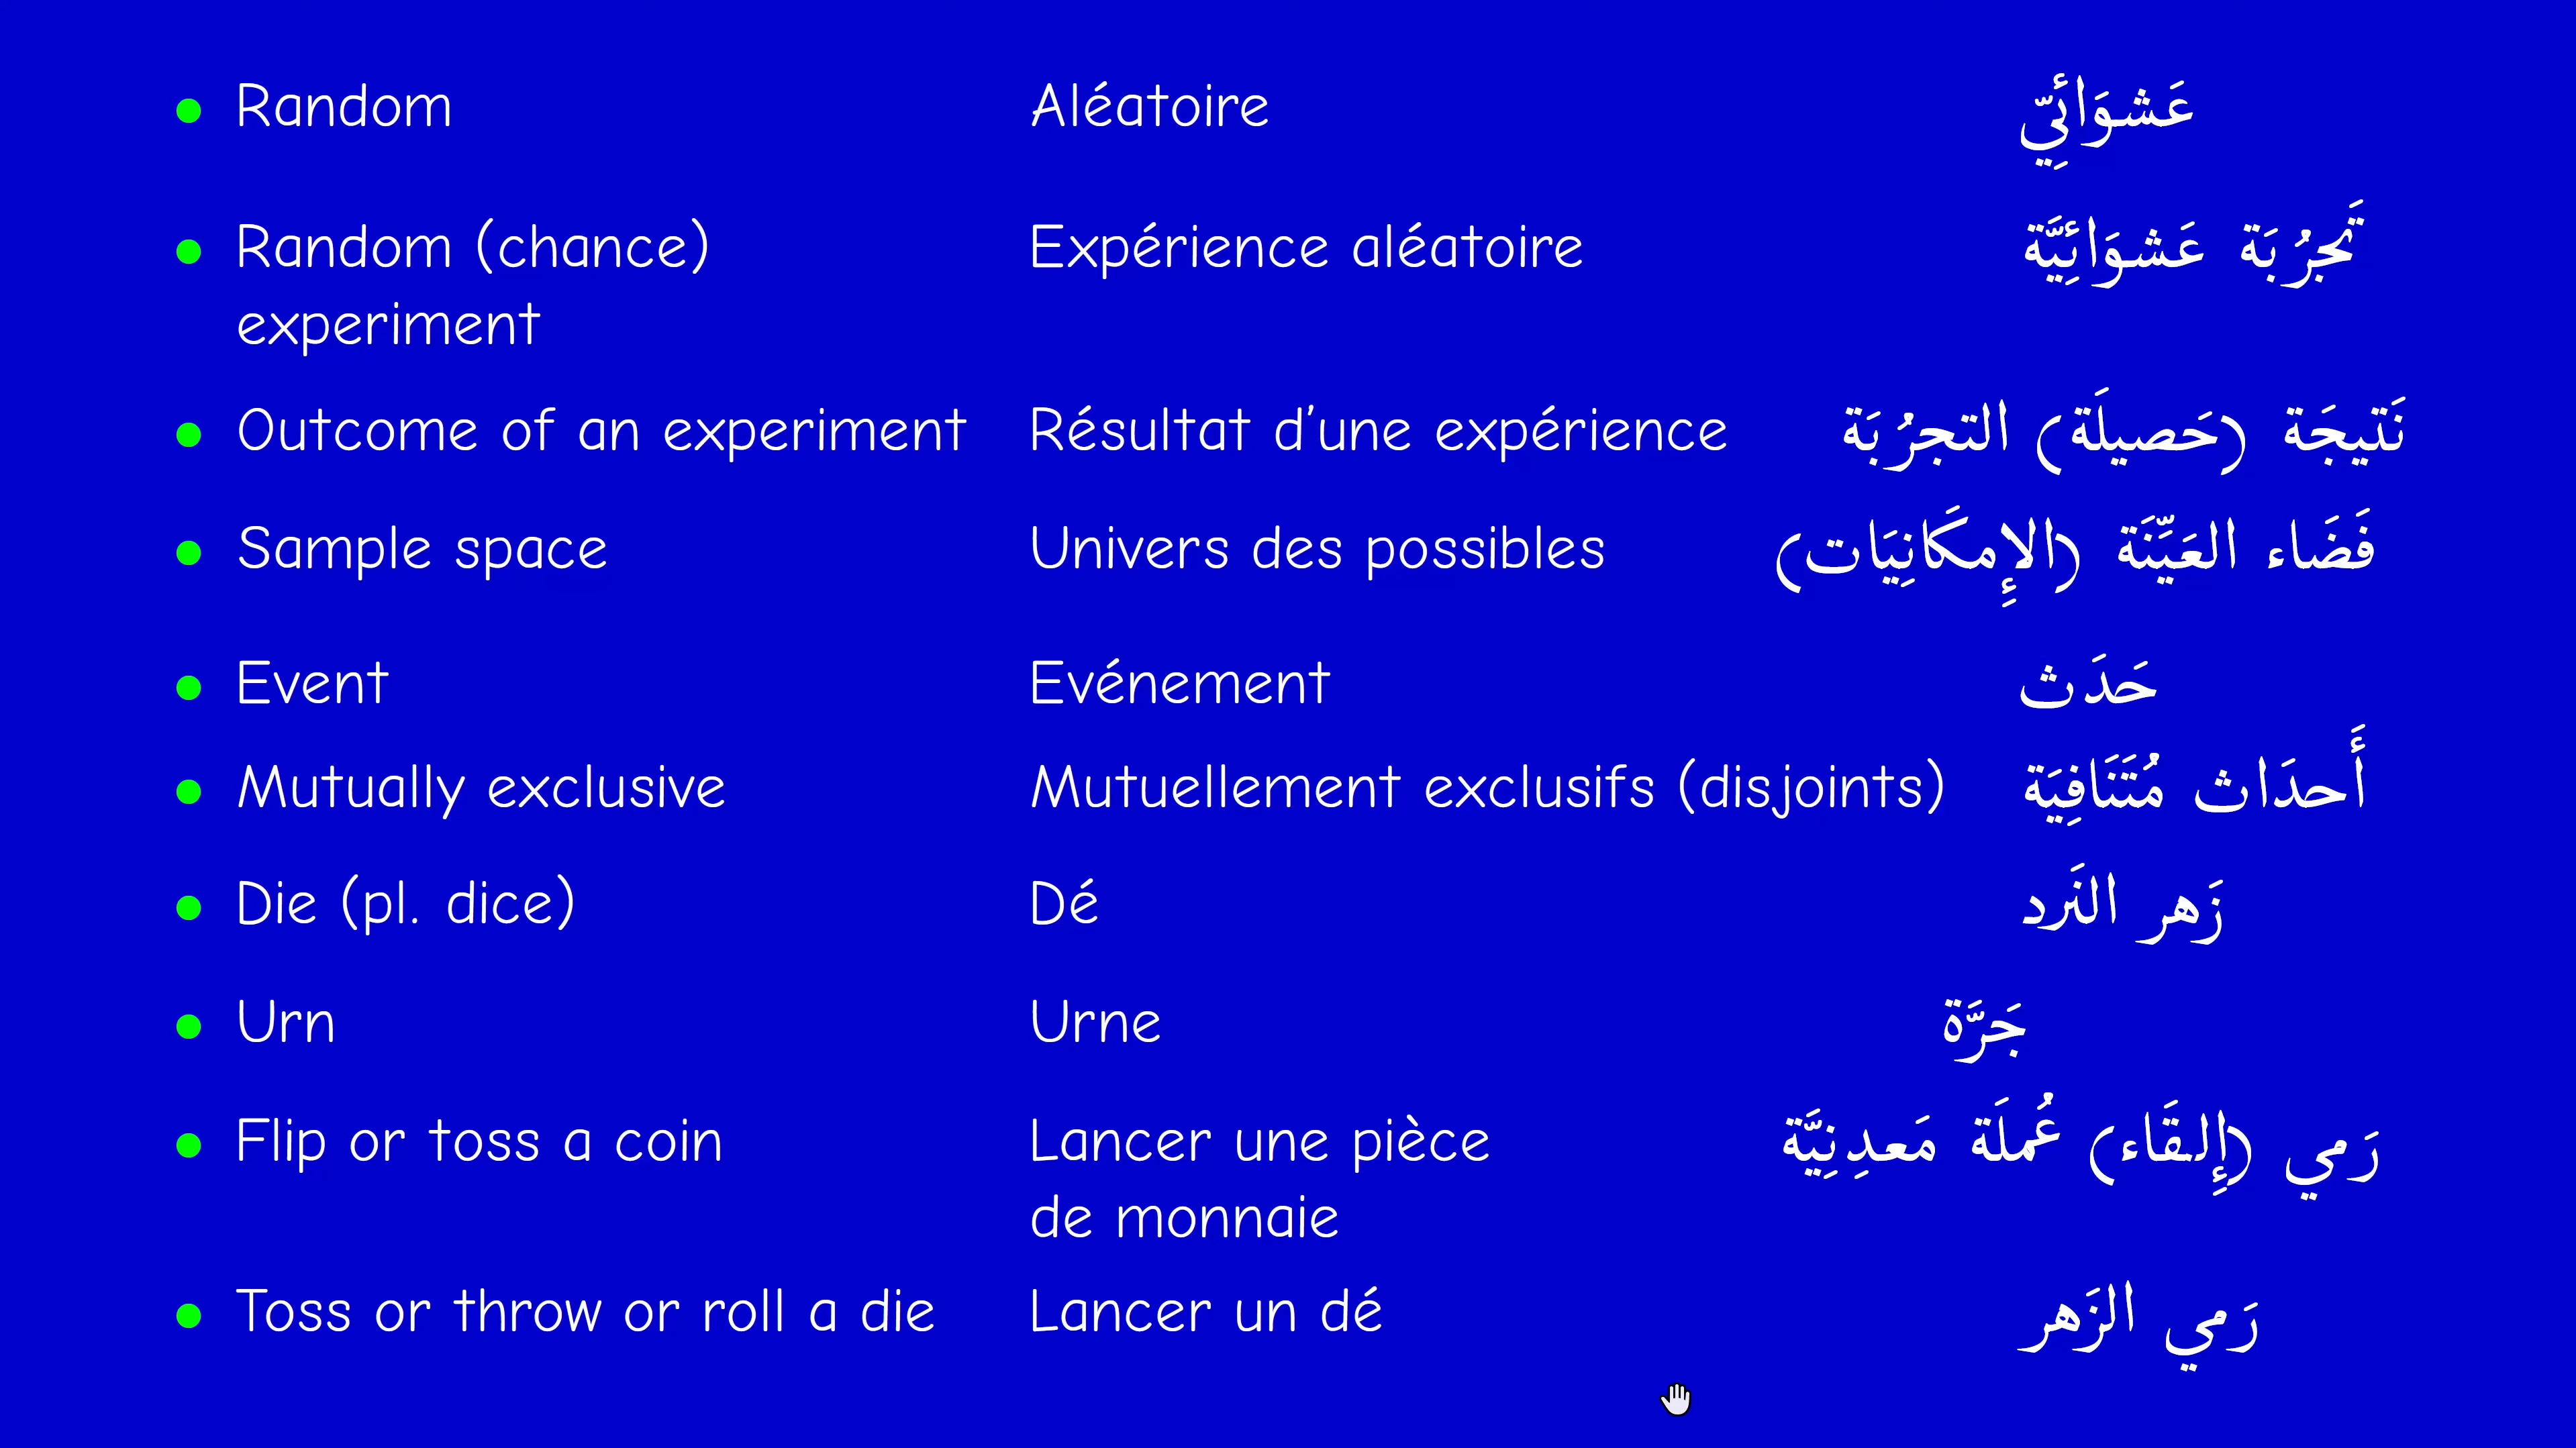 Random Aléatoire عَشوَائِيّ
Random (chance) Expérience aléatoire تَجرُبَة عَشوَائِيَّة
experiment
Outcome of an experiment Résultat d'une expérience نَتيجَة (حَصيلَة) التجرُبَة
Sample space Univers des possibles فَضَاء العَيِّنَة (الإِمكَانِيَات)
Event Evénement حَدَث
Mutually exclusive Mutuellement exclusifs (disjoints) أَحدَاث مُتَنَافِيَة
Die (pl. dice) Dé زَهر النَرد
Urn Urne جَرَّة
Flip or toss a coin Lancer une pièce رَمي (إِلقَاء) عُملَة مَعدِنِيَّة
de monnaie
Toss or throw or roll a die Lancer un dé رَمي الزَهر